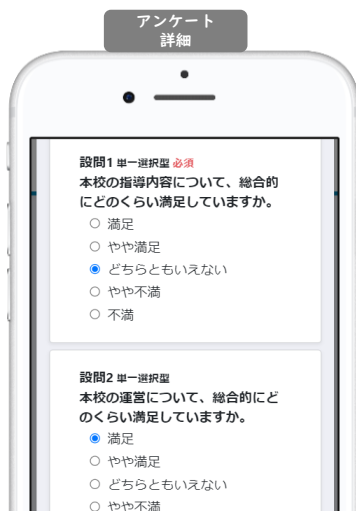 アンケート
詳細
設問1 単一選択型 必須
本校の指導内容について、総合的
にどのくらい満足していますか。
満足
やや満足
どちらともいえない
やや不満
不満
設問2 単一選択型
本校の運営について、総合的にど
のくらい満足していますか。
満足
やや満足
どちらともいえない
やや不満